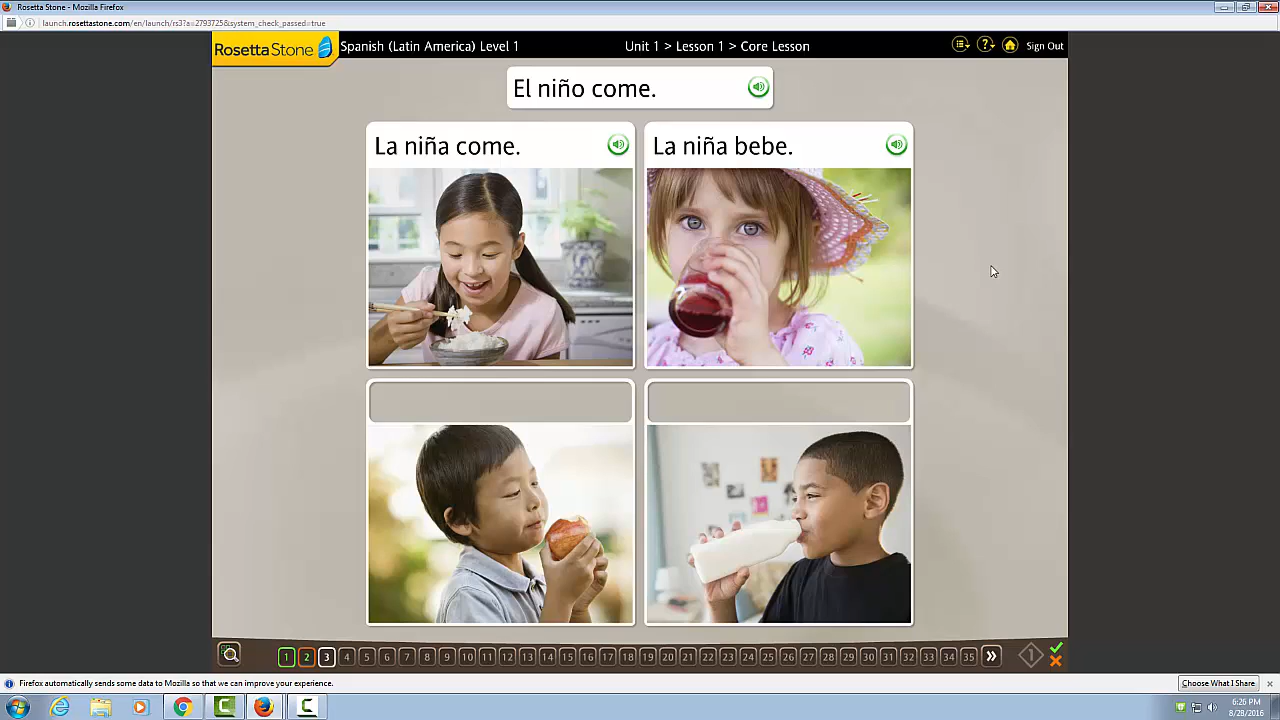 Rosetta Stone - Mozilla Firefox
launch.rosettastone.com/en/launch/rs3?a=2793725&system_check_passed=true
RosettaStone Spanish (Latin America) Level 1 Unit 1 > Lesson 1 > Core Lesson ? Sign Out
El niño come.
La niña come. La niña bebe.
1 2 3 4 5 6 7 8 9 10 11 12 13 14 15 16 17 18 19 20 21 22 23 24 25 26 27 28 29 30 31 32 33 34 35 »
Firefox automatically sends some data to Mozilla so that we can improve your experience. Choose What I Share
6:26 PM
8/28/2016